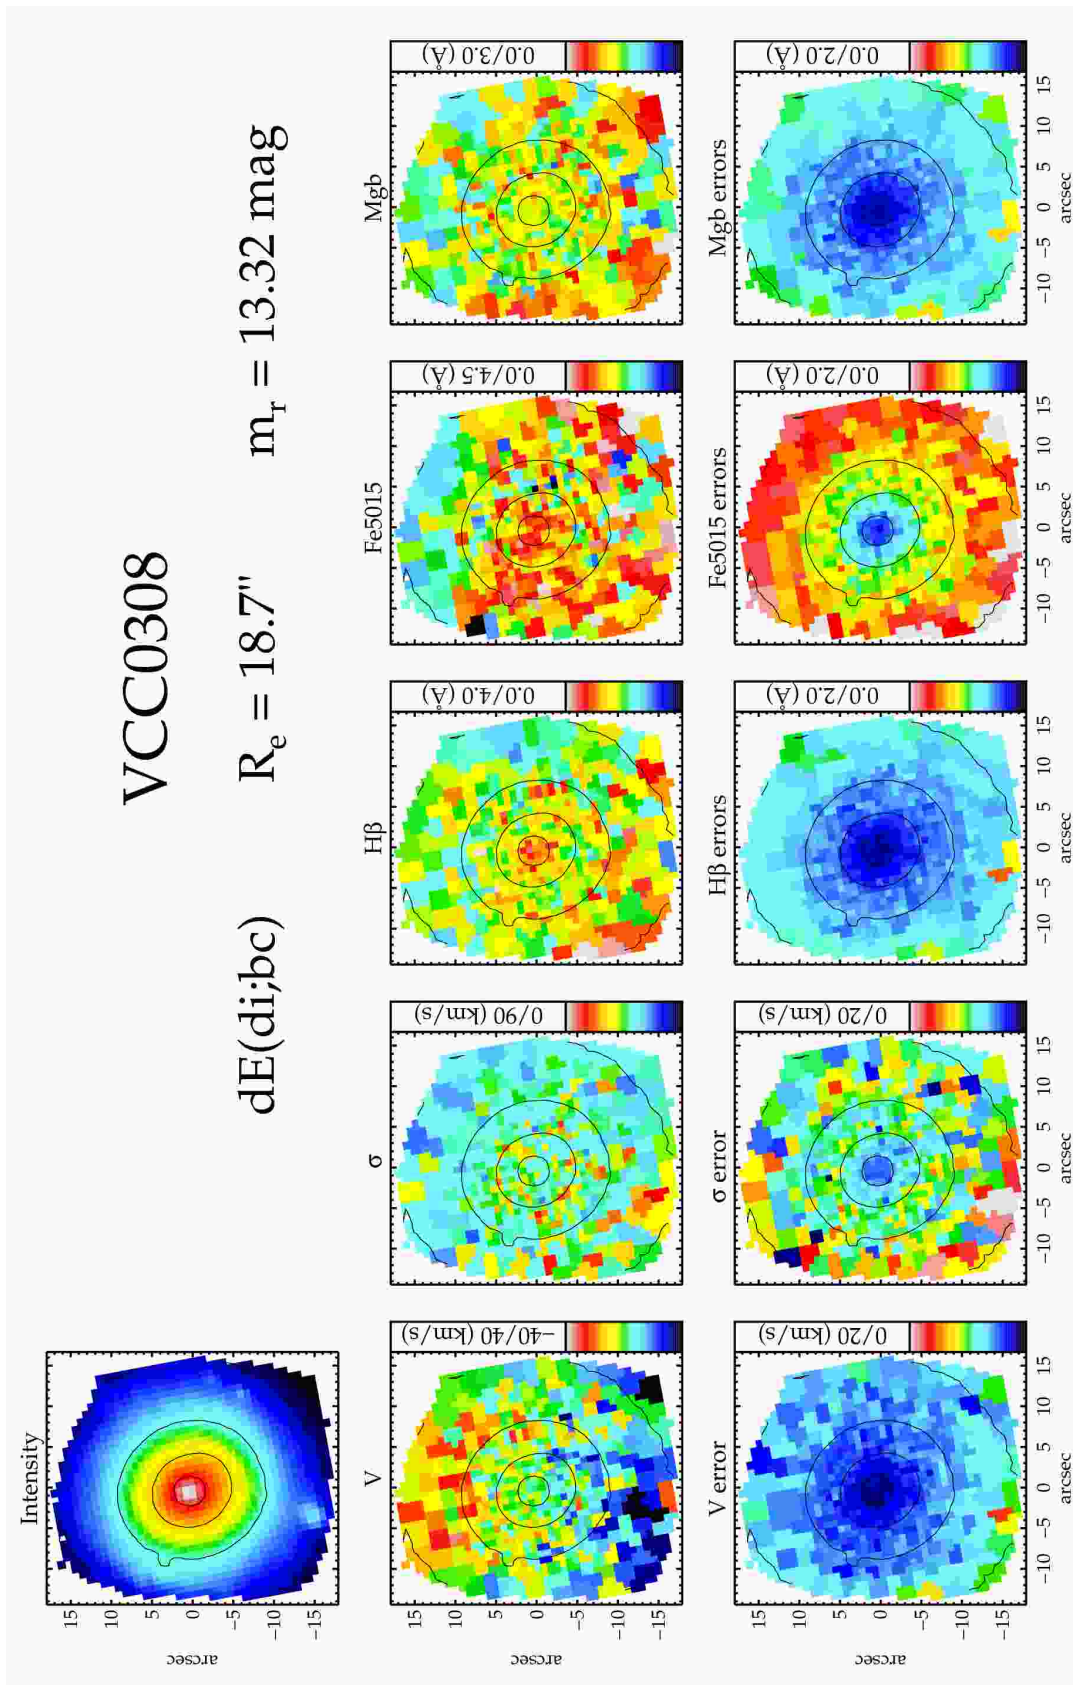 VCC0308
dE(di;bc) R_e = 18.7" m_r = 13.32 mag
Intensity
15
10
5
0
−5
−10
−15
arcsec
V
σ
Hβ
Fe5015
Mgb
−40/40 (km/s)
0/90 (km/s)
0.0/4.0 (Å)
0.0/4.5 (Å)
0.0/3.0 (Å)
15
10
5
0
−5
−10
−15
arcsec
V error
σ error
Hβ errors
Fe5015 errors
Mgb errors
0/20 (km/s)
0/20 (km/s)
0.0/2.0 (Å)
0.0/2.0 (Å)
0.0/2.0 (Å)
15
10
5
0
−5
−10
−15
arcsec
−10 −5 0 5 10 15
−10 −5 0 5 10 15
−10 −5 0 5 10 15
−10 −5 0 5 10 15
−10 −5 0 5 10 15
arcsec
arcsec
arcsec
arcsec
arcsec